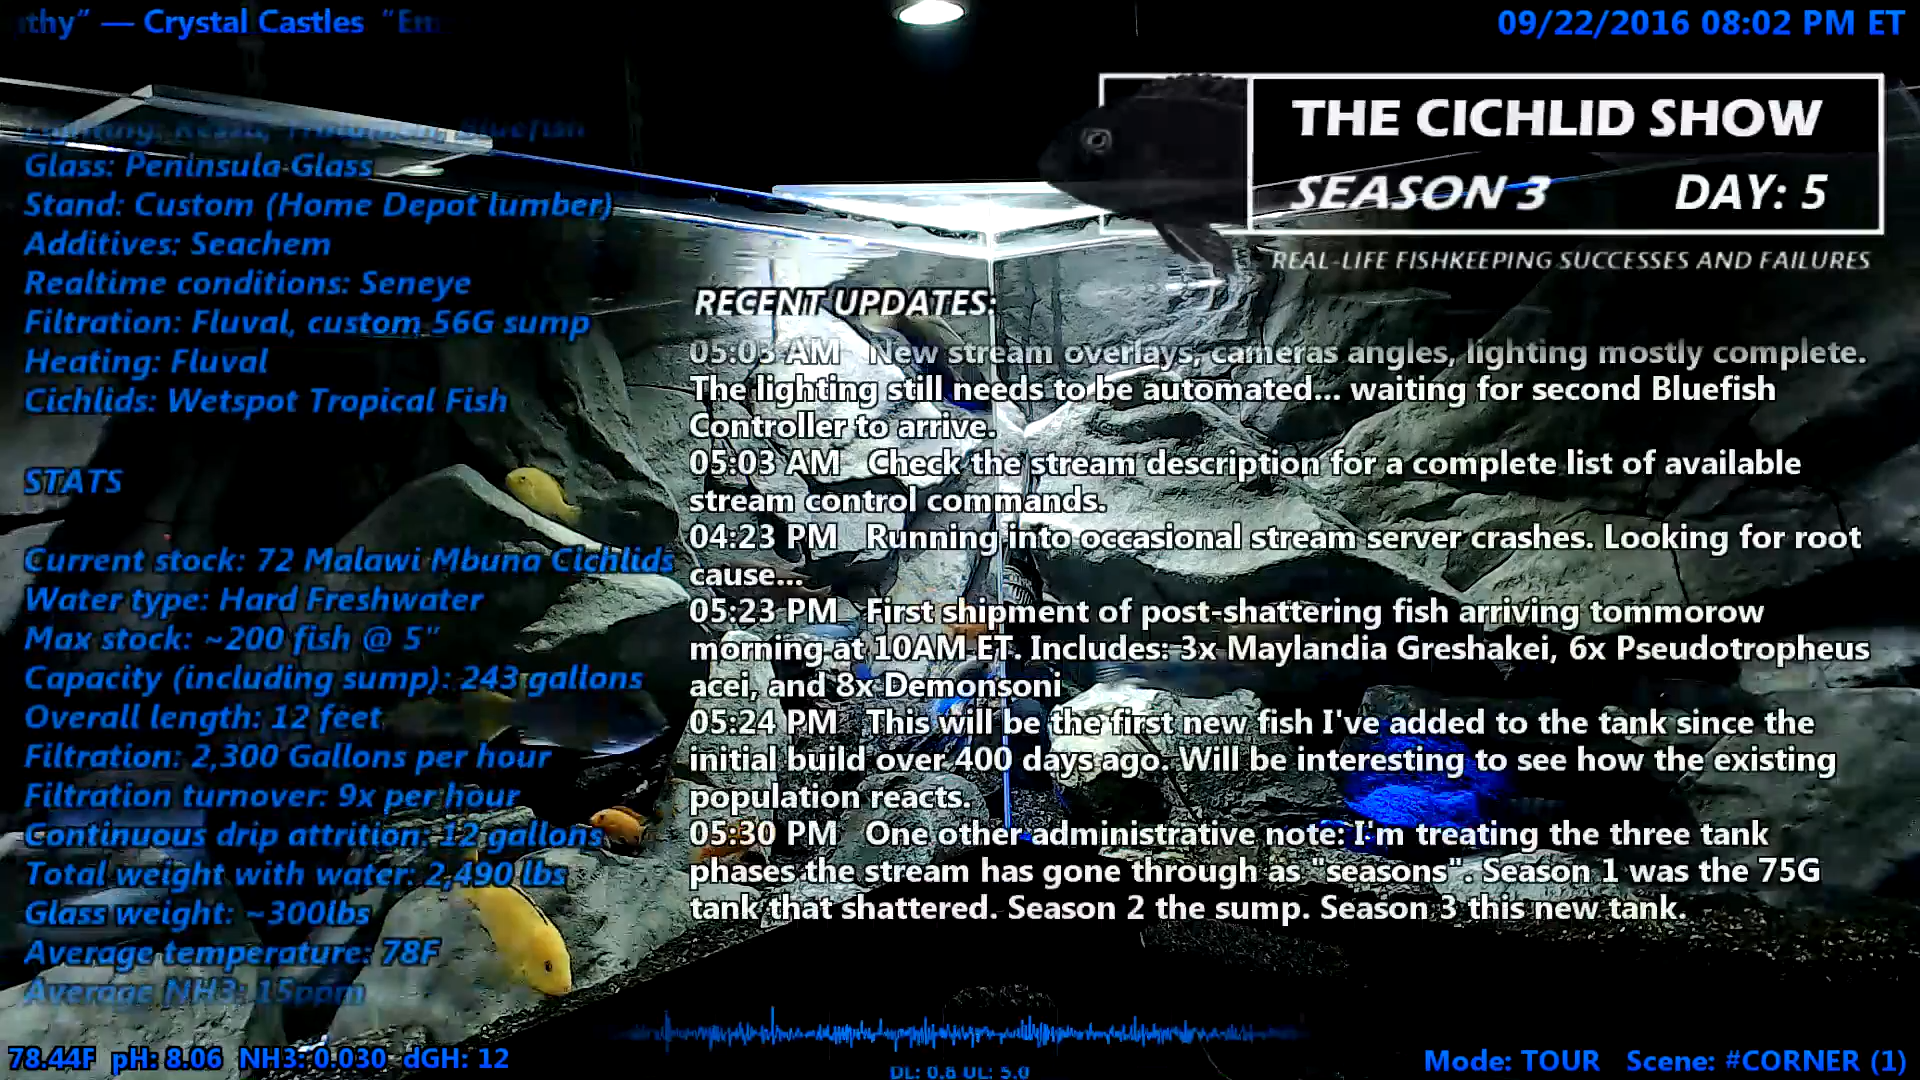 thy" — Crystal Castles "Em
09/22/2016 08:02 PM ET
THE CICHLID SHOW
SEASON 3 DAY: 5
REAL-LIFE FISHKEEPING SUCCESSES AND FAILURES
Lighting: Kessil, Bluefish
Glass: Peninsula Glass
Stand: Custom (Home Depot lumber)
Additives: Seachem
Realtime conditions: Seneye
Filtration: Fluval, custom 56G sump
Heating: Fluval
Cichlids: Wetspot Tropical Fish
STATS
Current stock: 72 Malawi Mbuna Cichlids
Water type: Hard Freshwater
Max stock: ~200 fish @ 5"
Capacity (including sump): 243 gallons
Overall length: 12 feet
Filtration: 2,300 Gallons per hour
Filtration turnover: 9x per hour
Continuous drip attrition: 12 gallons
Total weight with water: 2,490 lbs
Glass weight: ~300lbs
Average temperature: 78F
Average NH3: 15ppm
RECENT UPDATES:
05:03 AM New stream overlays, cameras angles, lighting mostly complete.
The lighting still needs to be automated... waiting for second Bluefish
Controller to arrive.
05:03 AM Check the stream description for a complete list of available
stream control commands.
04:23 PM Running into occasional stream server crashes. Looking for root
cause...
05:23 PM First shipment of post-shattering fish arriving tommorow
morning at 10AM ET. Includes: 3x Maylandia Greshakei, 6x Pseudotropheus
acei, and 8x Demonsoni
05:24 PM This will be the first new fish I've added to the tank since the
initial build over 400 days ago. Will be interesting to see how the existing
population reacts.
05:30 PM One other administrative note: I'm treating the three tank
phases the stream has gone through as "seasons". Season 1 was the 75G
tank that shattered. Season 2 the sump. Season 3 this new tank.
78.44F pH: 8.06 NH3: 0.030 dGH: 12
DL: 0.8 UL: 5.0
Mode: TOUR Scene: #CORNER (1)